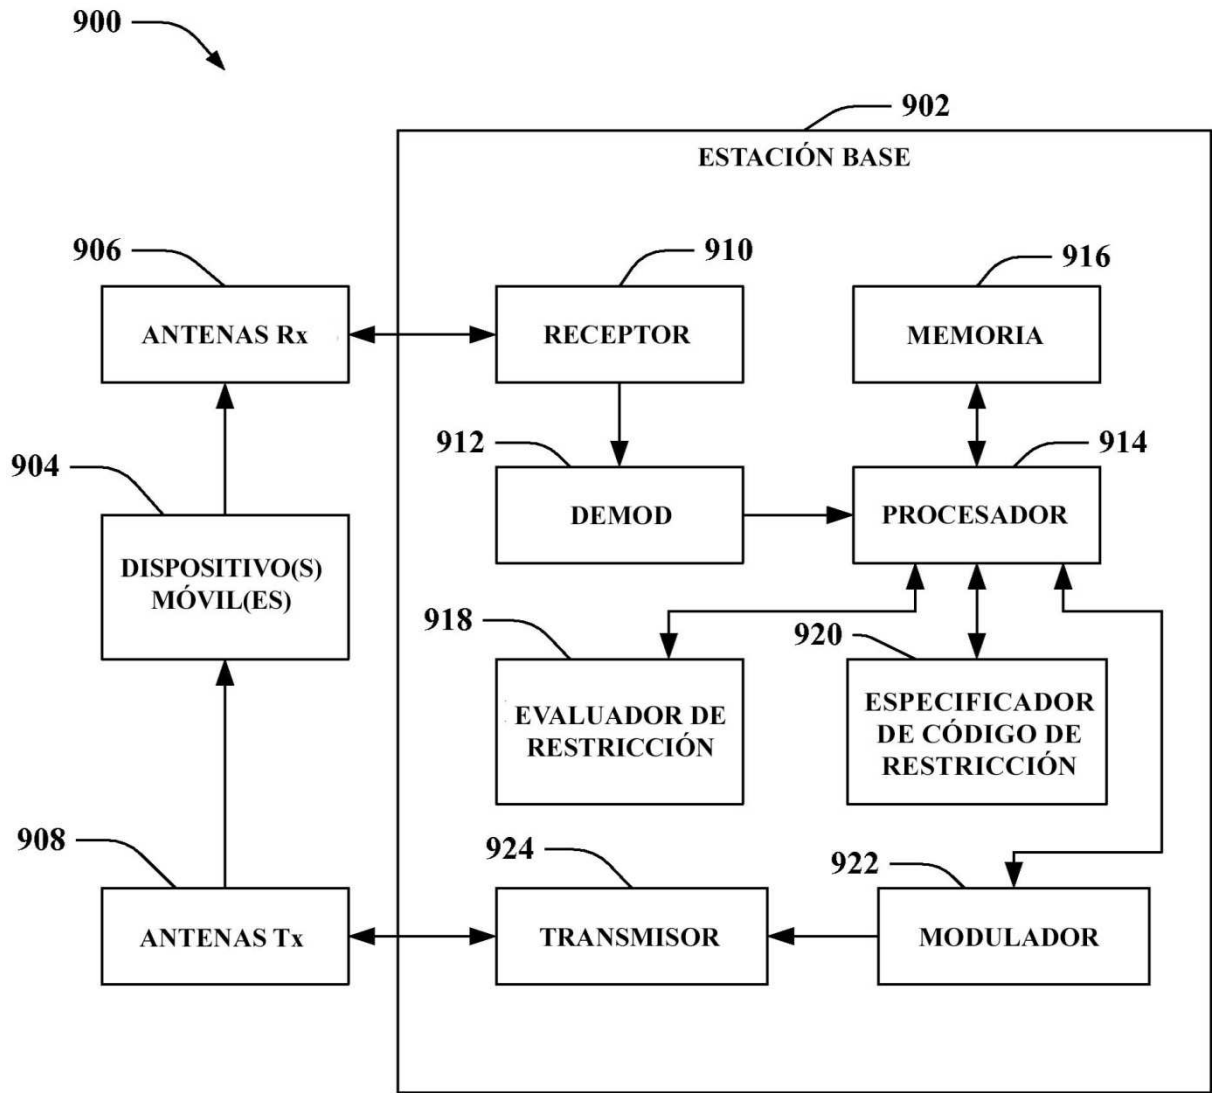 900
902
ESTACIÓN BASE
906
910
916
ANTENAS Rx
RECEPTOR
MEMORIA
912
914
904
DEMOD
PROCESADOR
DISPOSITIVO(S)
MÓVIL(ES)
918
920
EVALUADOR DE
RESTRICCIÓN
ESPECIFICADOR
DE CÓDIGO DE
RESTRICCIÓN
908
924
922
ANTENAS Tx
TRANSMISOR
MODULADOR